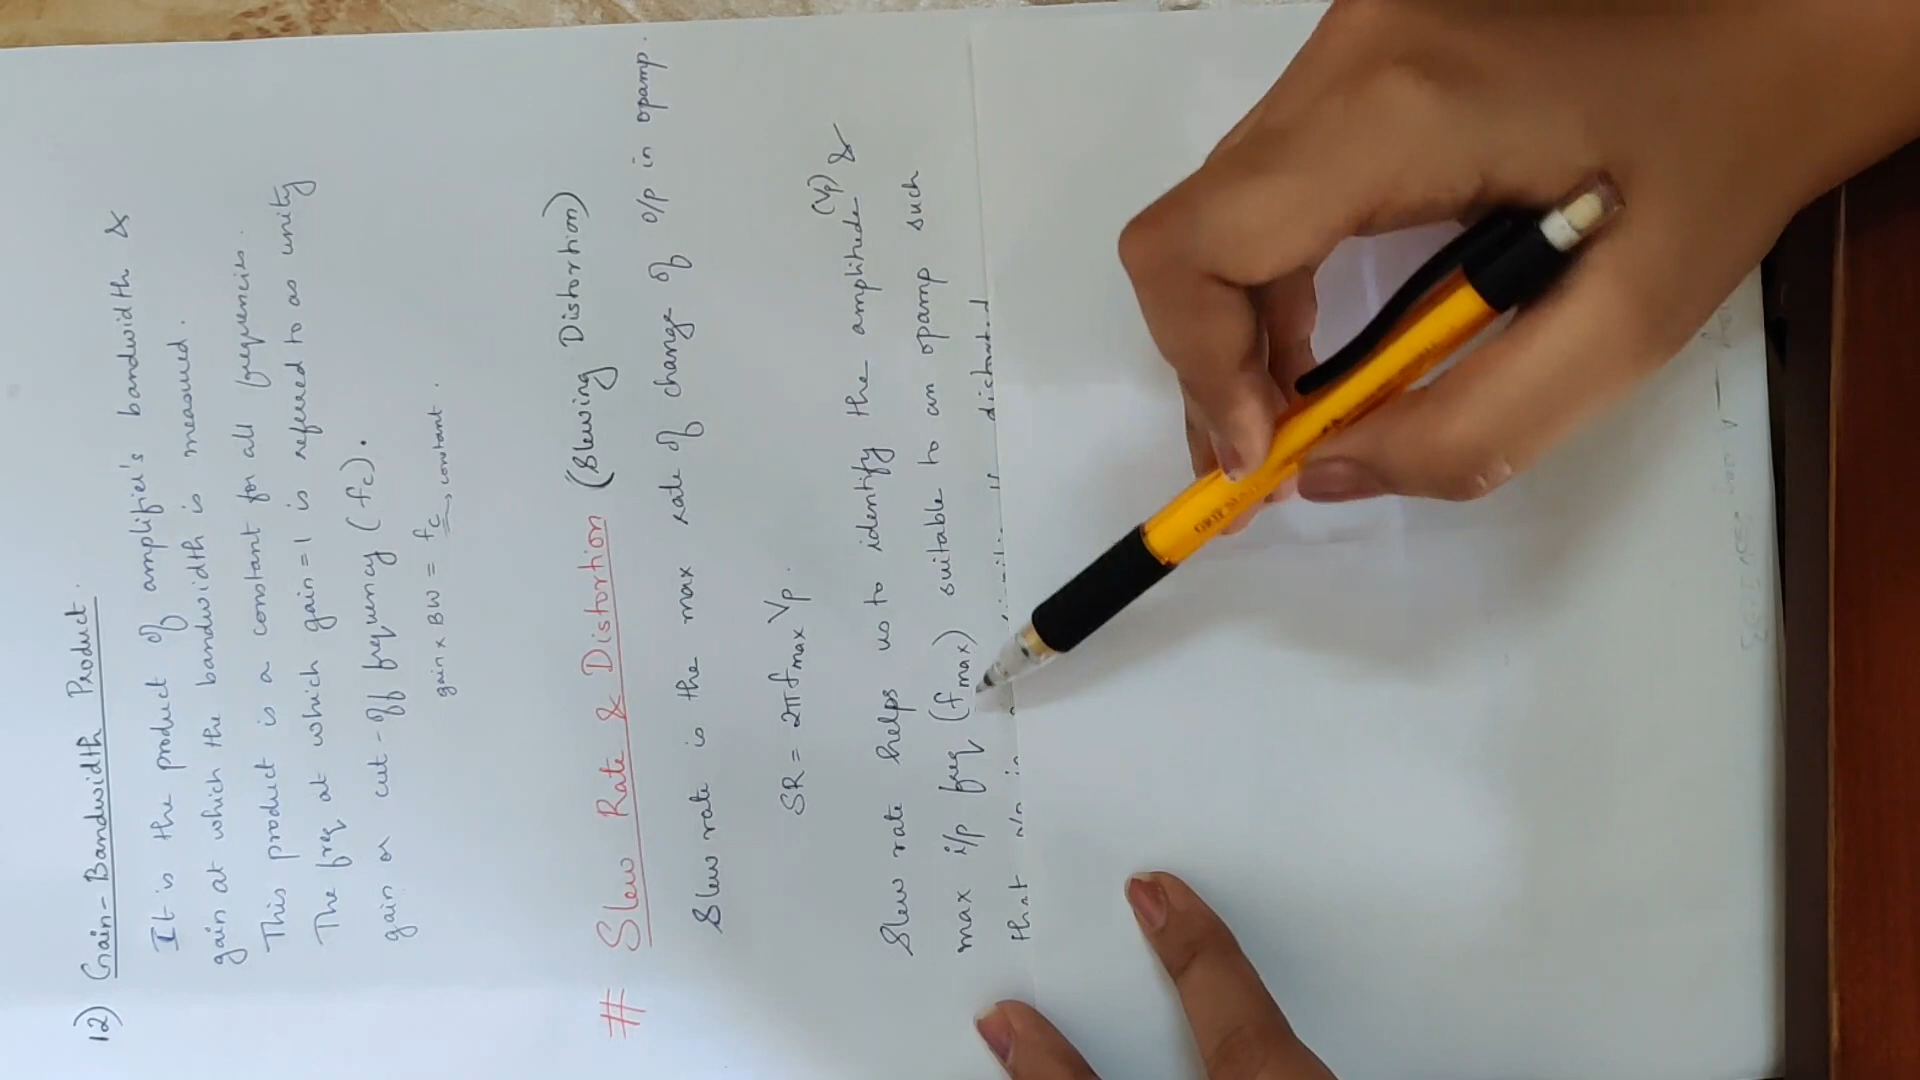 12) Gain-Bandwidth Product.
It is the product of amplifier's bandwidth &
gain at which the bandwidth is measured.
This product is a constant for all frequencies.
The freq at which gain=1 is referred to as unity
gain or cut-off frequency (fc).
gain x BW = fc → constant.
# Slew Rate & Distortion (Slewing Distortion)
Slew rate is the max rate of change of o/p in opamp.
SR = 2πfmax Vp.
Slew rate helps us to identify the amplitude (Vp) &
max i/p freq (fmax) suitable to an opamp such
that o/p is distorted